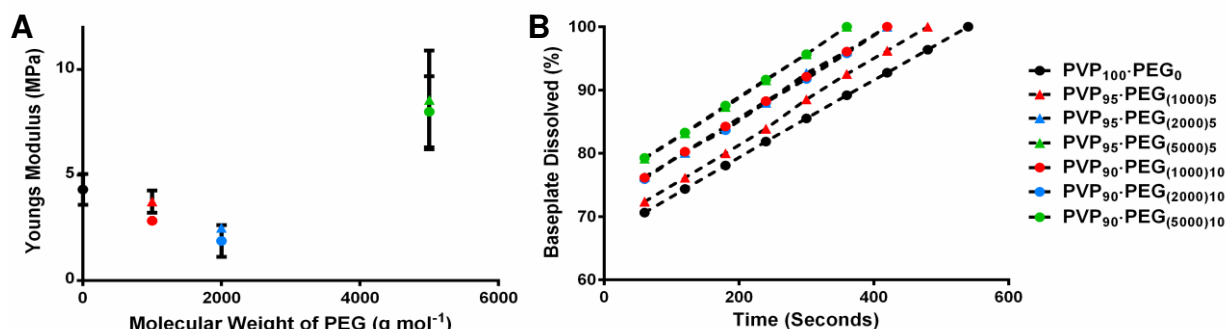 A
Youngs Modulus (MPa)
10
5
0
0 2000 4000 6000
Molecular Weight of PEG (g mol⁻¹)
B
Baseplate Dissolved (%)
100
90
80
70
60
0 200 400 600
Time (Seconds)
PVP₁₀₀·PEG₀
PVP₉₅·PEG₍₁₀₀₀₎₅
PVP₉₅·PEG₍₂₀₀₀₎₅
PVP₉₅·PEG₍₅₀₀₀₎₅
PVP₉₀·PEG₍₁₀₀₀₎₁₀
PVP₉₀·PEG₍₂₀₀₀₎₁₀
PVP₉₀·PEG₍₅₀₀₀₎₁₀